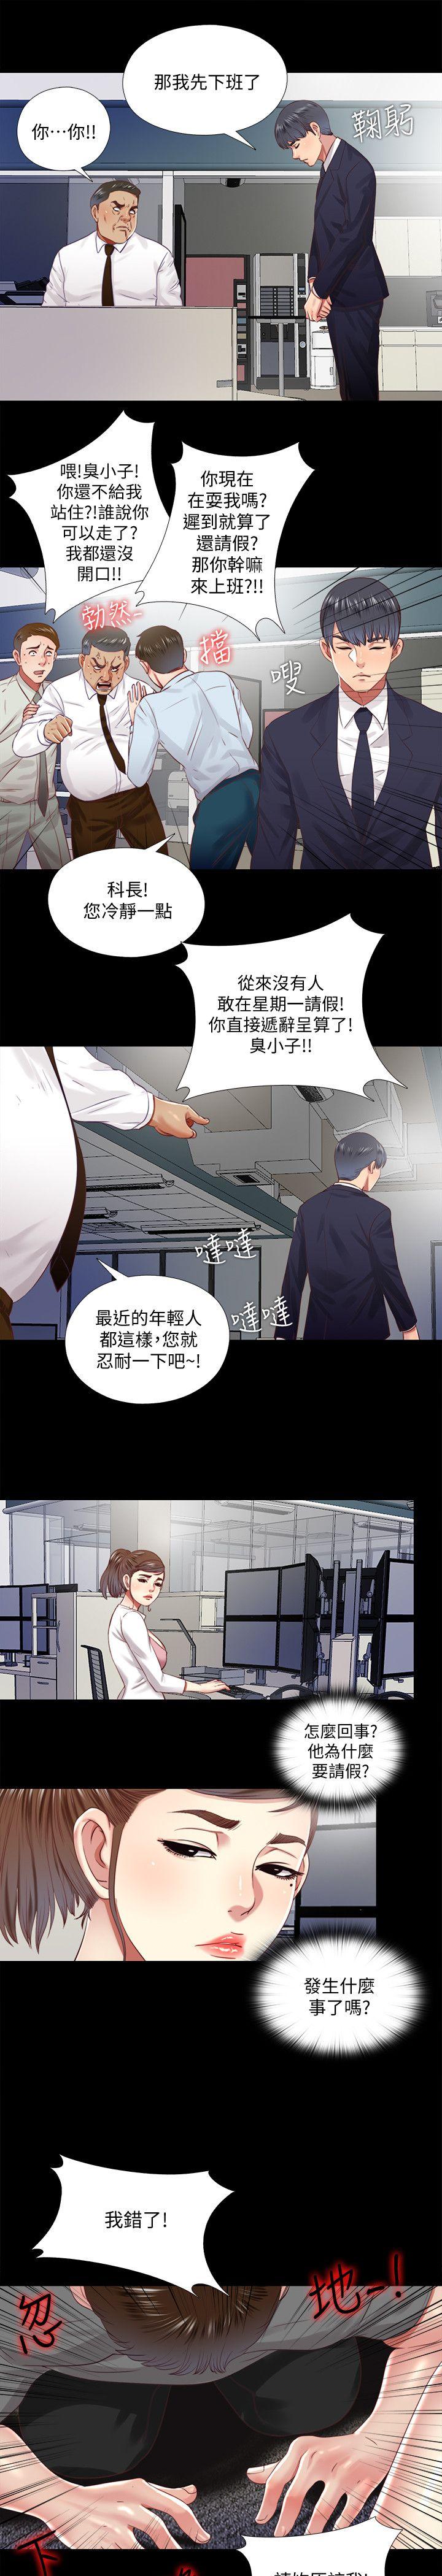 那我先下班了
你…你!!
鞠躬
喂!臭小子!
你還不給我
站住?!誰說你
可以走了?
我都還沒
開口!!
你現在
在耍我嗎?
遲到就算了
還請假?
那你幹嘛
來上班?!!
勃然~
擋
嗖
科長!
您冷靜一點
從來沒有人
敢在星期一請假!
你直接遞辭呈算了!
臭小子!!
噠噠
噠噠
最近的年輕人
都這樣,您就
忍耐一下吧~!
怎麼回事?
他為什麼
要請假?
發生什麼
事了嗎?
我錯了!
忽
地~!
下